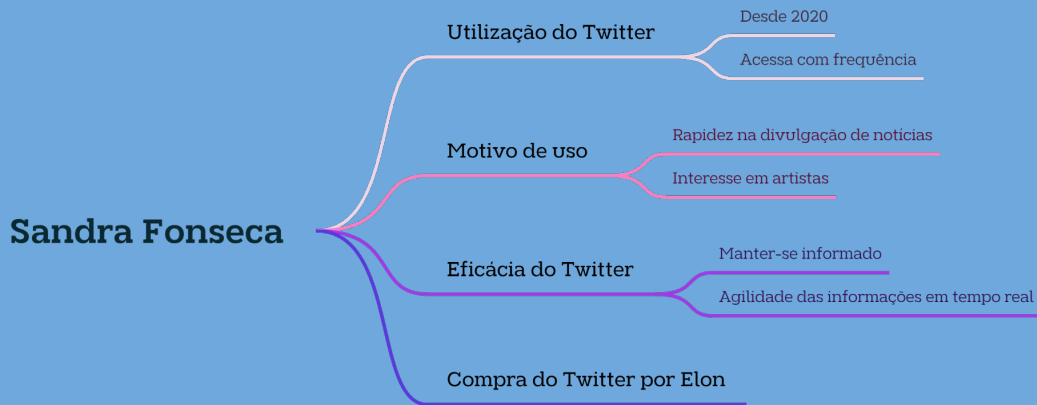 Sandra Fonseca
Utilização do Twitter
Desde 2020
Acessa com frequência
Motivo de uso
Rapidez na divulgação de notícias
Interesse em artistas
Eficácia do Twitter
Manter-se informado
Agilidade das informações em tempo real
Compra do Twitter por Elon